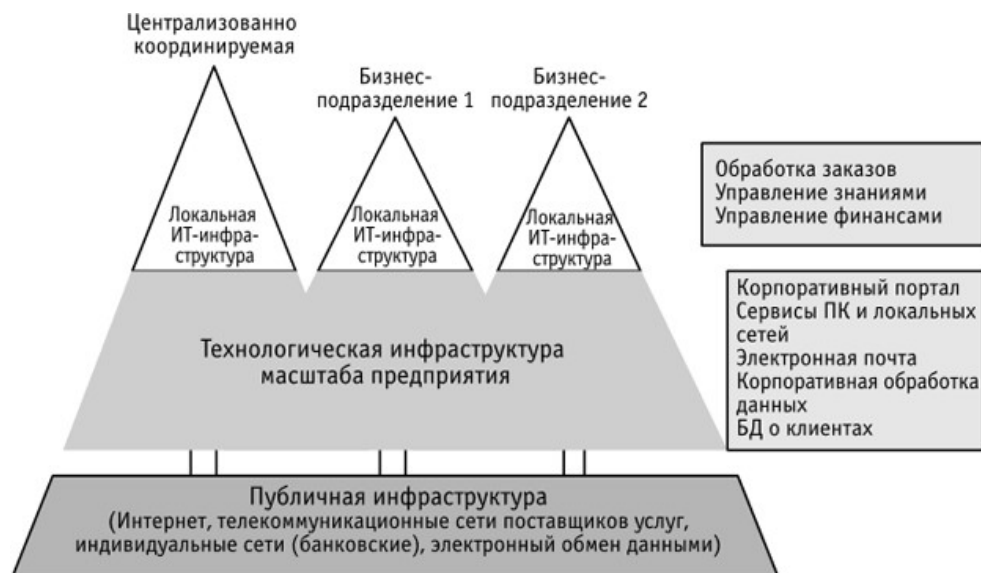 Централизованно
координируемая
Бизнес-
подразделение 1
Бизнес-
подразделение 2
Локальная
ИТ-инфра-
структура
Локальная
ИТ-инфра-
структура
Локальная
ИТ-инфра-
структура
Обработка заказов
Управление знаниями
Управление финансами
Технологическая инфраструктура
масштаба предприятия
Корпоративный портал
Сервисы ПК и локальных
сетей
Электронная почта
Корпоративная обработка
данных
БД о клиентах
Публичная инфраструктура
(Интернет, телекоммуникационные сети поставщиков услуг,
индивидуальные сети (банковские), электронный обмен данными)